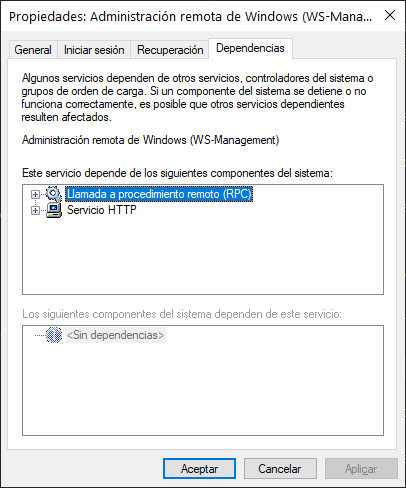 Propiedades: Administración remota de Windows (WS-Mana...
General
Iniciar sesión
Recuperación
Dependencias
Algunos servicios dependen de otros servicios, controladores del sistema o
grupos de orden de carga. Si un componente del sistema se detiene o no
funciona correctamente, es posible que otros servicios dependientes
resulten afectados.
Administración remota de Windows (WS-Management)
Este servicio depende de los siguientes componentes del sistema:
Llamada a procedimiento remoto (RPC)
Servicio HTTP
Los siguientes componentes del sistema dependen de este servicio:
<Sin dependencias>
Aceptar
Cancelar
Aplicar